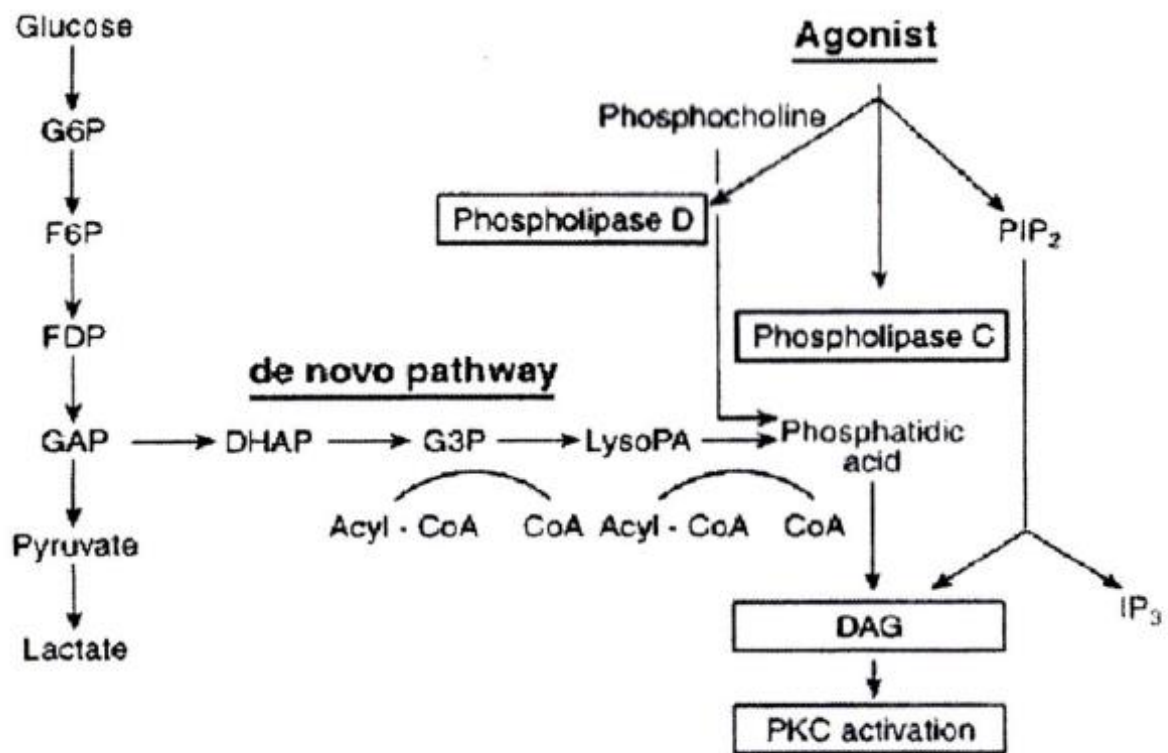 Glucose
Agonist
G6P
Phosphocholine
F6P
Phospholipase D
PIP₂
FDP
Phospholipase C
de novo pathway
GAP
DHAP
G3P
LysoPA
Phosphatidic
acid
Acyl - CoA
CoA
Acyl - CoA
CoA
Pyruvate
DAG
IP₃
Lactate
PKC activation